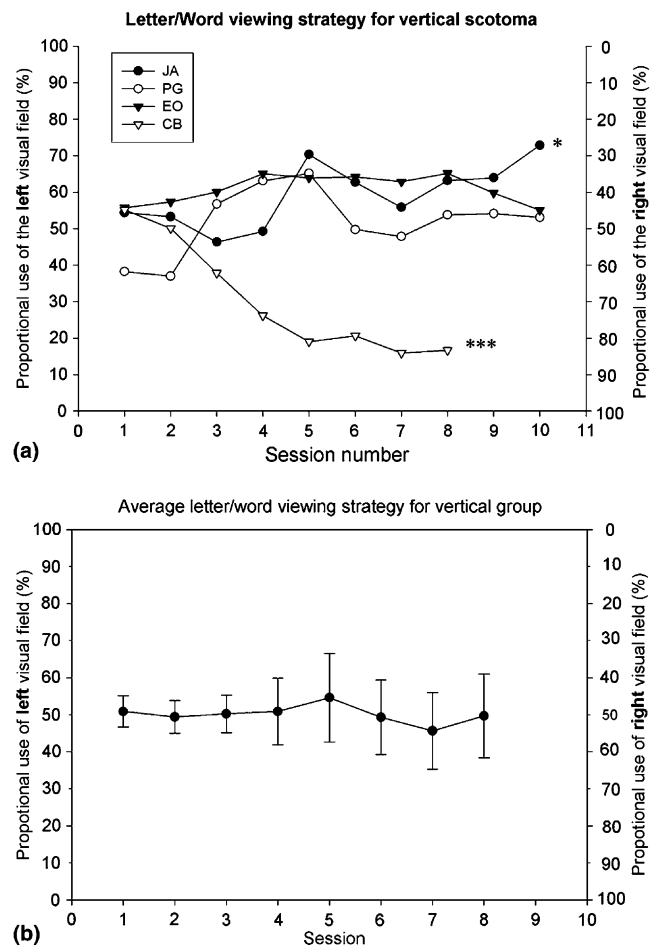 Letter/Word viewing strategy for vertical scotoma
100
90
80
70
60
50
40
30
20
10
0
Proportional use of the left visual field (%)
JA
PG
EO
CB
*
***
0
10
20
30
40
50
60
70
80
90
100
Proportional use of the right visual field (%)
0 1 2 3 4 5 6 7 8 9 10 11
(a)
Session number
Average letter/word viewing strategy for vertical group
100
90
80
70
60
50
40
30
20
10
0
Propotional use of left visual field (%)
0
10
20
30
40
50
60
70
80
90
100
Propotional use of right visual field (%)
0 1 2 3 4 5 6 7 8 9 10
(b)
Session